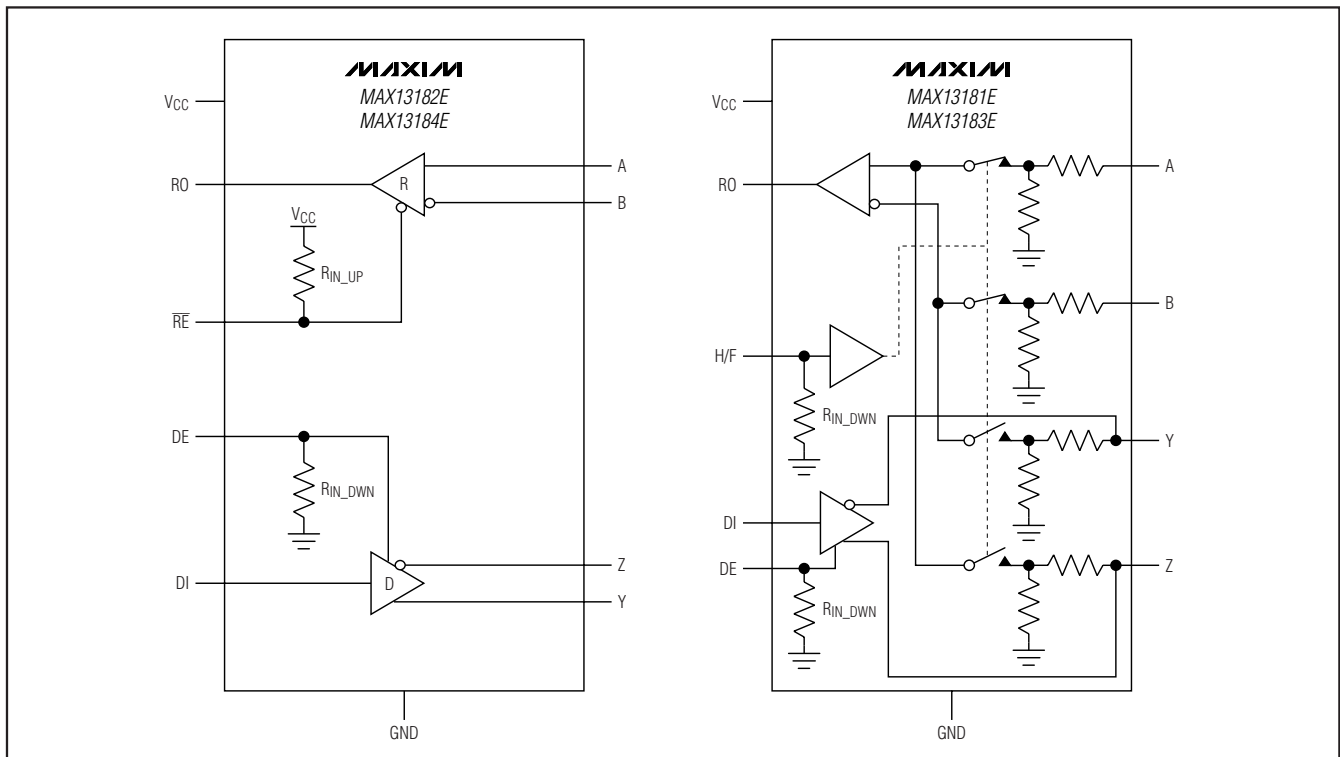 MAXIM
MAX13182E
MAX13184E
VCC
RO
R
A
B
VCC
RIN_UP
RE
DE
RIN_DWN
DI
D
Z
Y
GND
MAXIM
MAX13181E
MAX13183E
VCC
RO
A
B
H/F
RIN_DWN
Y
DI
DE
RIN_DWN
Z
GND